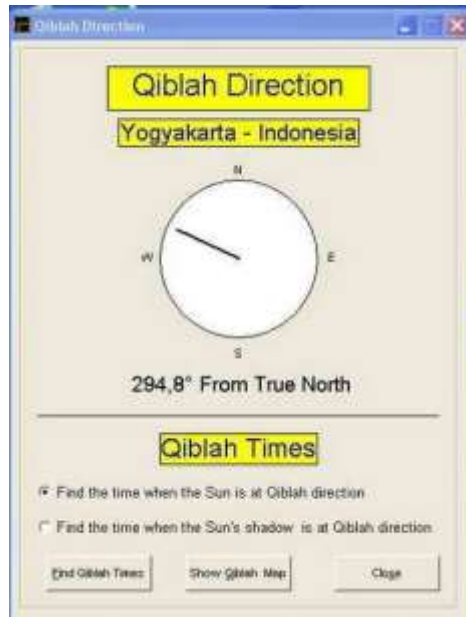 Qiblah Direction
Qiblah Direction
Yogyakarta - Indonesia
N
W
E
S
294,8° From True North
Qiblah Times
Find the time when the Sun is at Qiblah direction
Find the time when the Sun's shadow is at Qiblah direction
Find Qiblah Times
Show Qiblah Map
Close